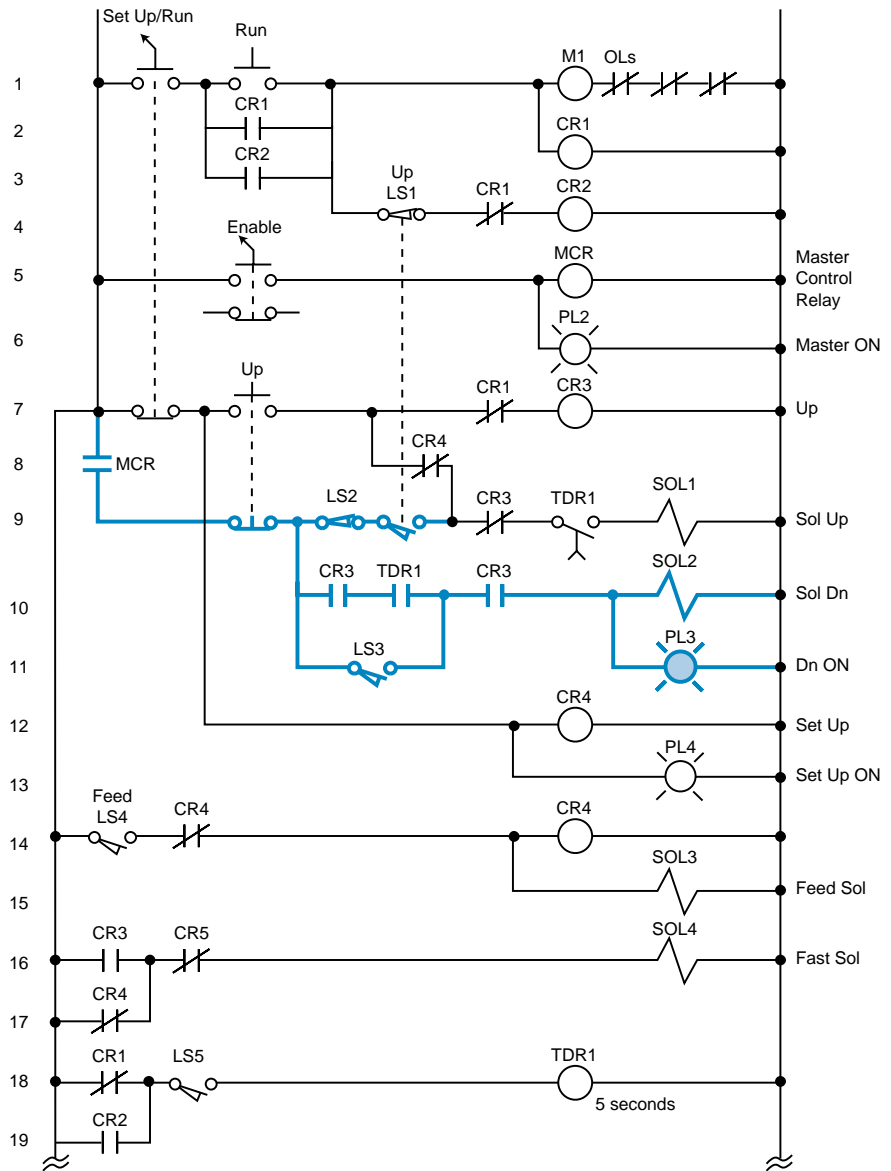 Set Up/Run
Run
1
M1
OLs
CR1
2
CR1
CR2
3
Up
LS1
CR1
CR2
4
Enable
5
MCR
Master
Control
Relay
PL2
6
Master ON
Up
7
CR1
CR3
Up
CR4
8
MCR
LS2
CR3
TDR1
SOL1
9
Sol Up
CR3
TDR1
CR3
SOL2
10
Sol Dn
LS3
PL3
11
Dn ON
CR4
12
Set Up
PL4
13
Set Up ON
Feed
LS4
CR4
CR4
14
SOL3
15
Feed Sol
CR3
CR5
SOL4
16
Fast Sol
CR4
17
CR1
LS5
TDR1
18
5 seconds
CR2
19